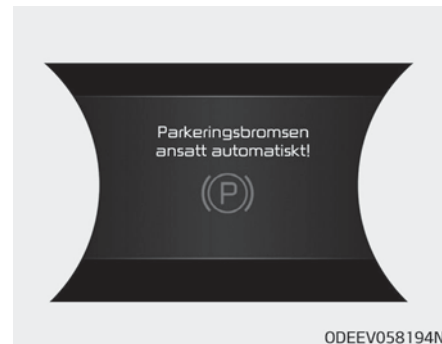 Parkeringsbromsen
ansatt automatiskt!
(P)
ODEEV058194N